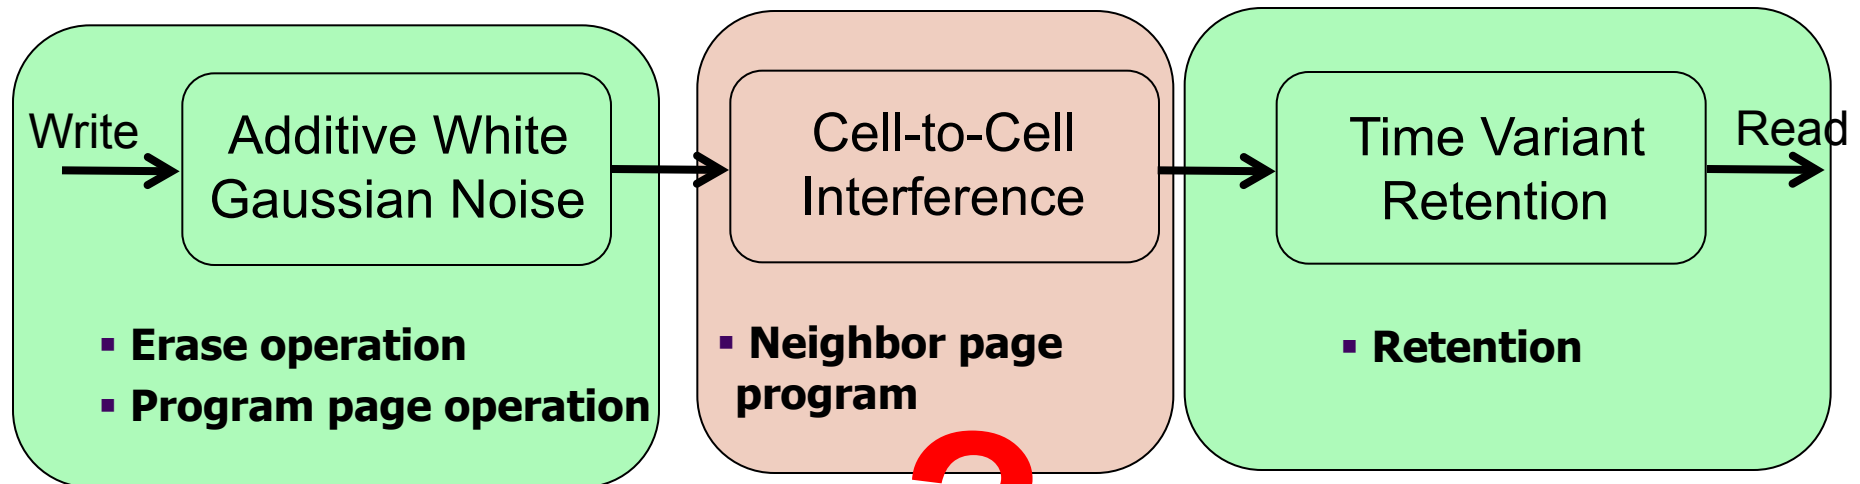 Write
Additive White
Gaussian Noise
Cell-to-Cell
Interference
Time Variant
Retention
Read
▪ Erase operation
▪ Program page operation
▪ Neighbor page
program
▪ Retention
?